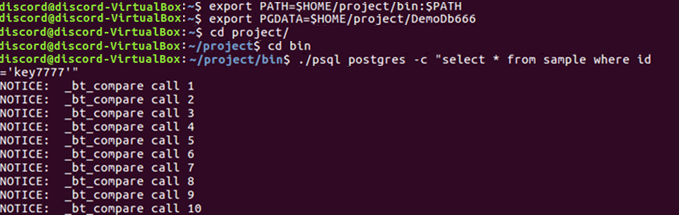 discord@discord-VirtualBox:~$ export PATH=$HOME/project/bin:$PATH
discord@discord-VirtualBox:~$ export PGDATA=$HOME/project/DemoDb666
discord@discord-VirtualBox:~$ cd project/
discord@discord-VirtualBox:~/project$ cd bin
discord@discord-VirtualBox:~/project/bin$ ./psql postgres -c "select * from sample where id
='key7777'"
NOTICE:  _bt_compare call 1
NOTICE:  _bt_compare call 2
NOTICE:  _bt_compare call 3
NOTICE:  _bt_compare call 4
NOTICE:  _bt_compare call 5
NOTICE:  _bt_compare call 6
NOTICE:  _bt_compare call 7
NOTICE:  _bt_compare call 8
NOTICE:  _bt_compare call 9
NOTICE:  _bt_compare call 10